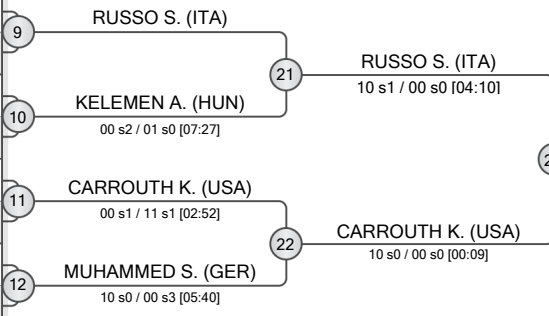 9
RUSSO S. (ITA)
21
RUSSO S. (ITA)
10 s1 / 00 s0 [04:10]
10
KELEMEN A. (HUN)
00 s2 / 01 s0 [07:27]
11
CARROUTH K. (USA)
00 s1 / 11 s1 [02:52]
22
CARROUTH K. (USA)
10 s0 / 00 s0 [00:09]
12
MUHAMMED S. (GER)
10 s0 / 00 s3 [05:40]